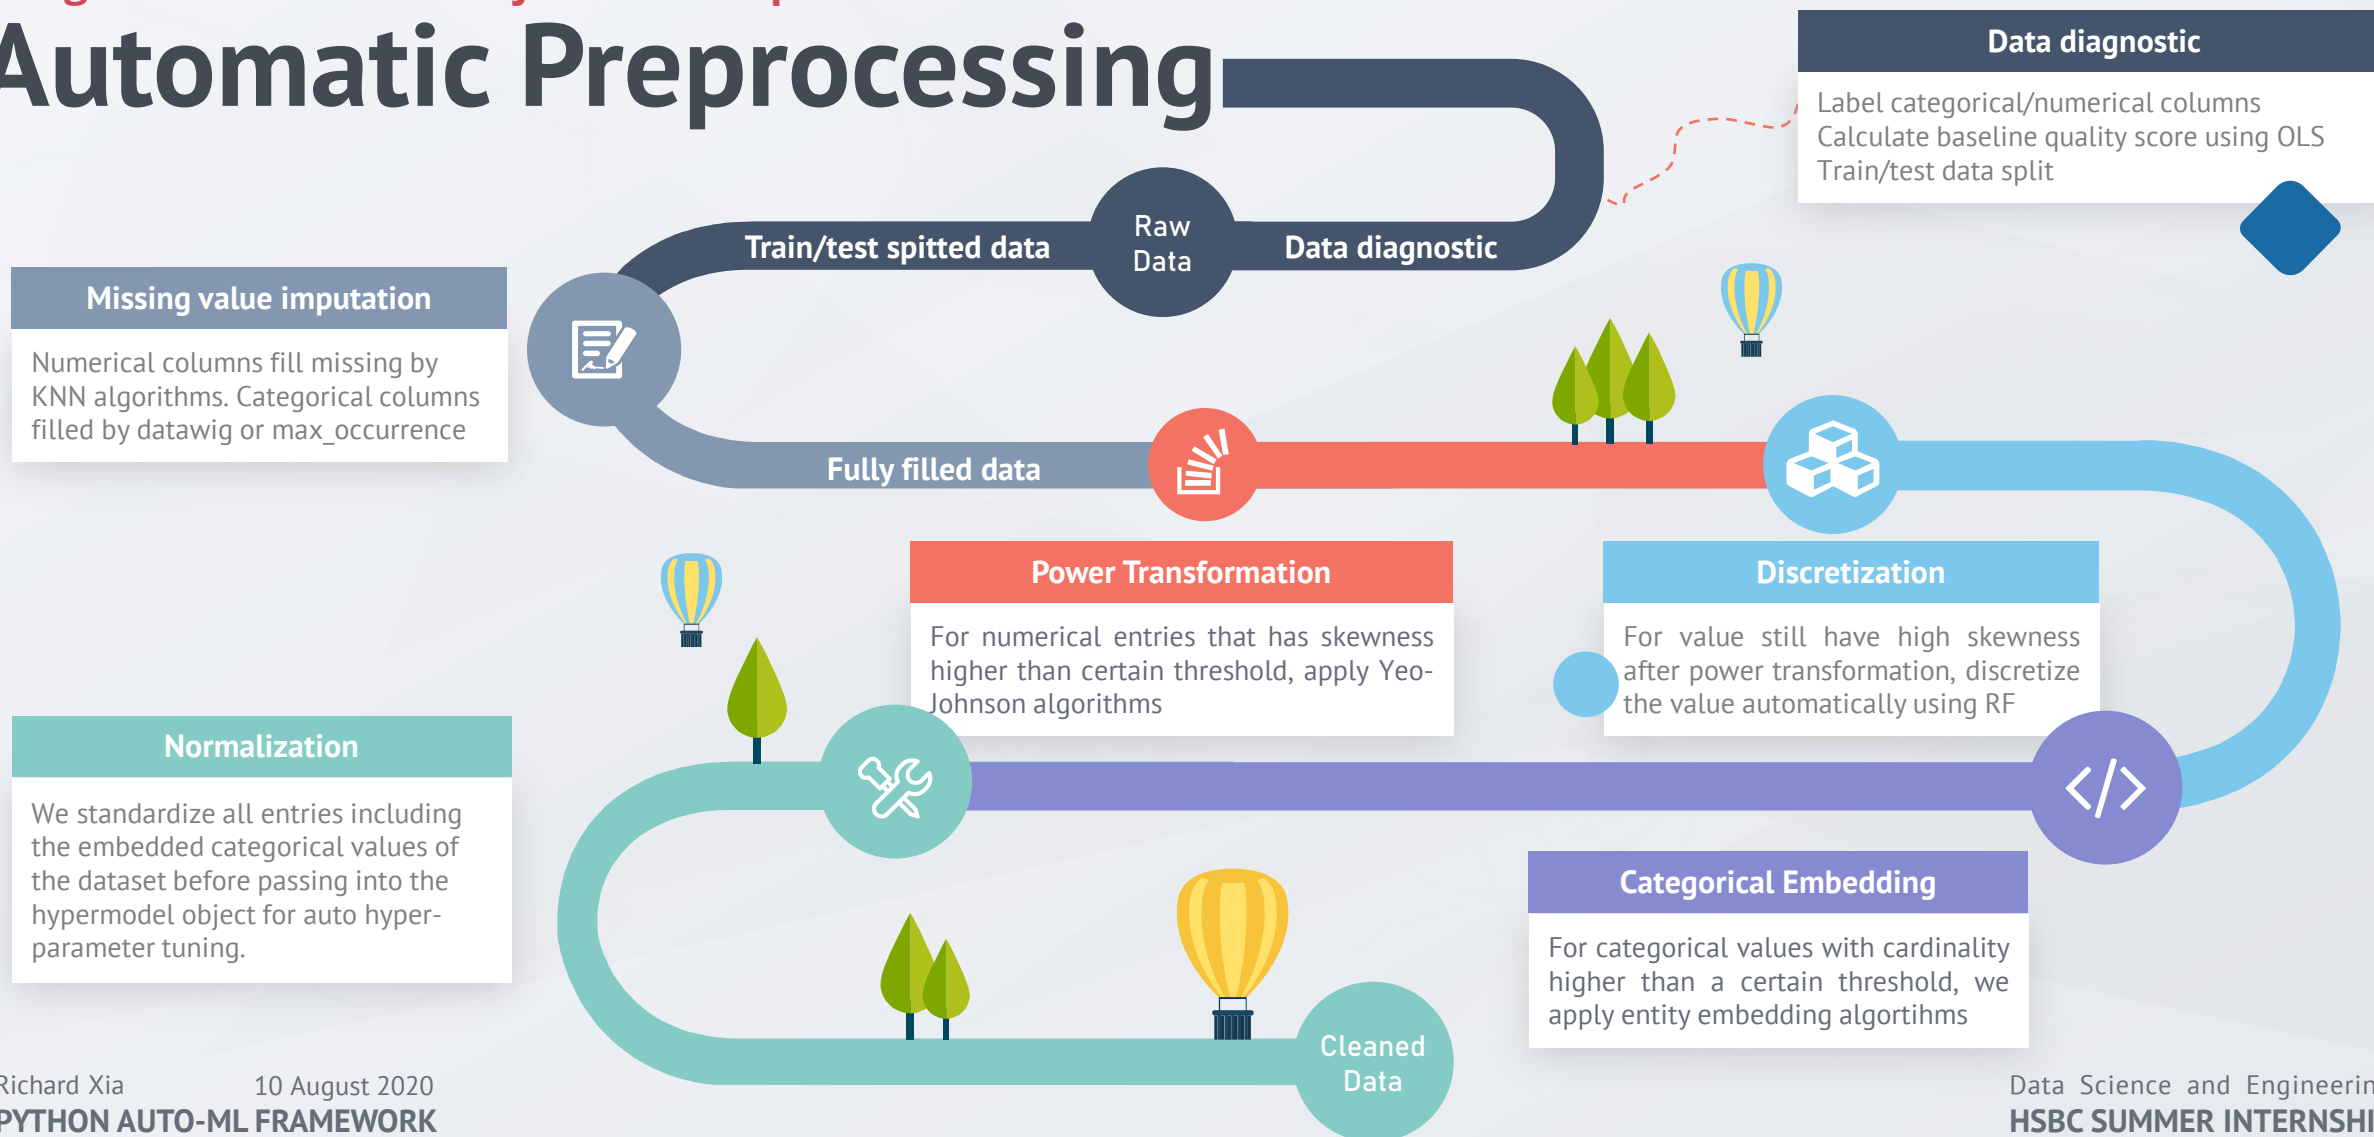 Automatic Preprocessing
Data diagnostic
Label categorical/numerical columns
Calculate baseline quality score using OLS
Train/test data split
Train/test spitted data
Raw
Data
Data diagnostic
Missing value imputation
Numerical columns fill missing by
KNN algorithms. Categorical columns
filled by datawig or max_occurrence
Fully filled data
Power Transformation
For numerical entries that has skewness
higher than certain threshold, apply Yeo-
Johnson algorithms
Discretization
For value still have high skewness
after power transformation, discretize
the value automatically using RF
Normalization
We standardize all entries including
the embedded categorical values of
the dataset before passing into the
hypermodel object for auto hyper-
parameter tuning.
Categorical Embedding
For categorical values with cardinality
higher than a certain threshold, we
apply entity embedding algortihms
Cleaned
Data
Richard Xia
10 August 2020
PYTHON AUTO-ML FRAMEWORK
Data Science and Engineerin
HSBC SUMMER INTERNSHI